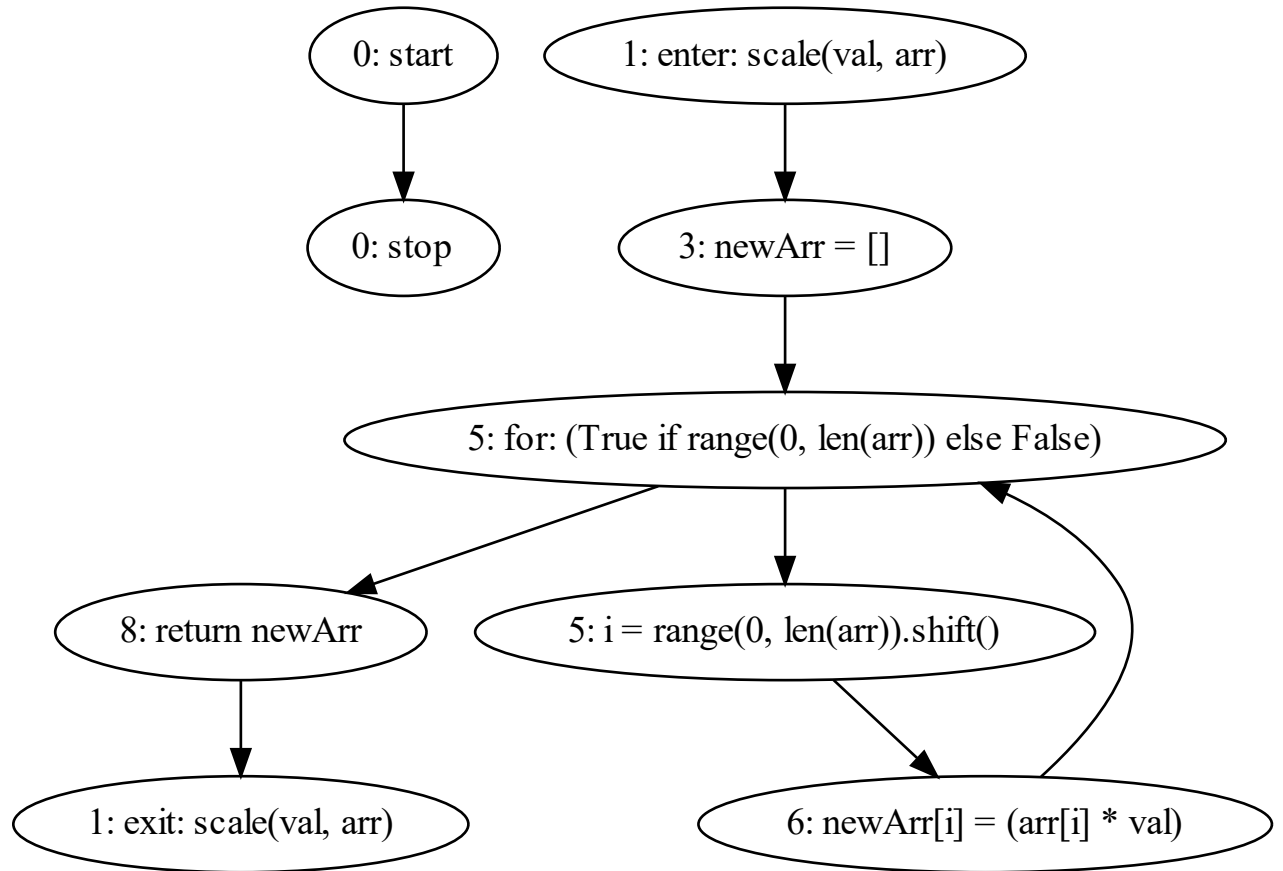 0: start
1: enter: scale(val, arr)
0: stop
3: newArr = []
5: for: (True if range(0, len(arr)) else False)
8: return newArr
5: i = range(0, len(arr)).shift()
1: exit: scale(val, arr)
6: newArr[i] = (arr[i] * val)